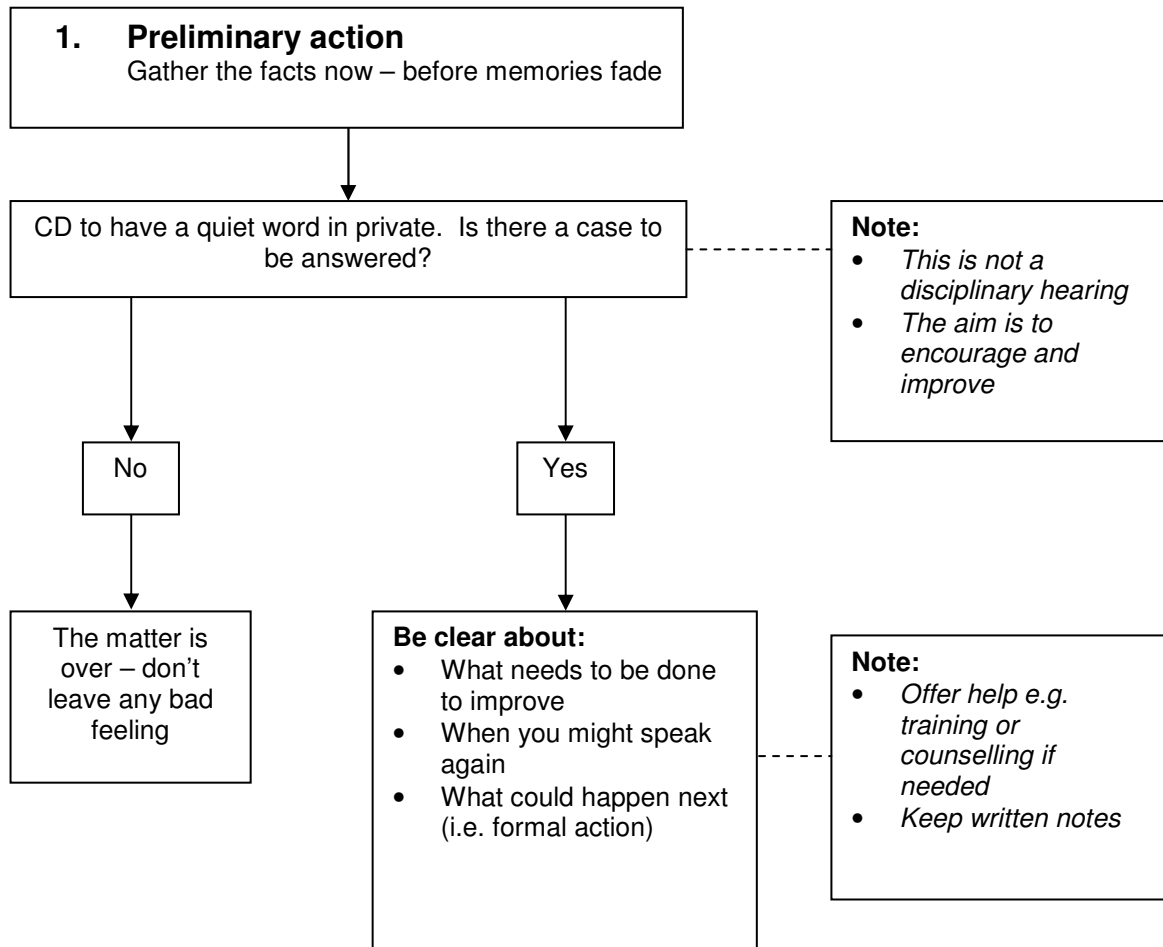 1. Preliminary action
Gather the facts now – before memories fade
CD to have a quiet word in private. Is there a case to
be answered?
Note:
• This is not a
disciplinary hearing
• The aim is to
encourage and
improve
No
Yes
The matter is
over – don't
leave any bad
feeling
Be clear about:
• What needs to be done
to improve
• When you might speak
again
• What could happen next
(i.e. formal action)
Note:
• Offer help e.g.
training or
counselling if
needed
• Keep written notes